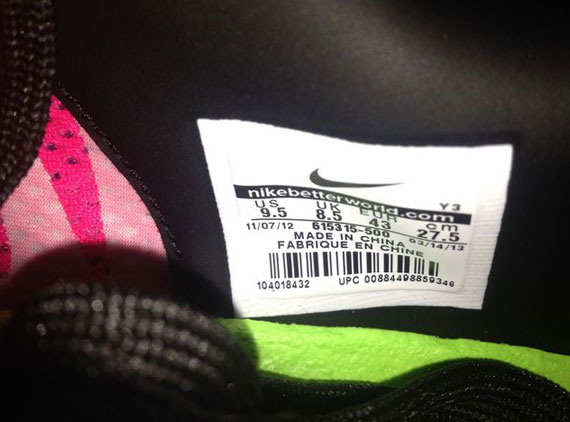 nikebetterworld.com
Y3
US UK EUR cm
9.5 8.5 43 27.5
11/07/12 615315-500 03/14/13
MADE IN CHINA
FABRIQUE EN CHINE
104018432 UPC 00884498859346